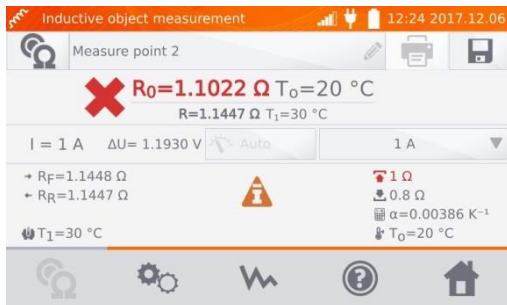 Inductive object measurement 12:24 2017.12.06
Measure point 2
R0=1.1022 Ω To=20 °C
R=1.1447 Ω T1=30 °C
I = 1 A ΔU= 1.1930 V Auto 1 A
RF=1.1448 Ω 1 Ω
RR=1.1447 Ω 0.8 Ω
α=0.00386 K⁻¹
T1=30 °C To=20 °C